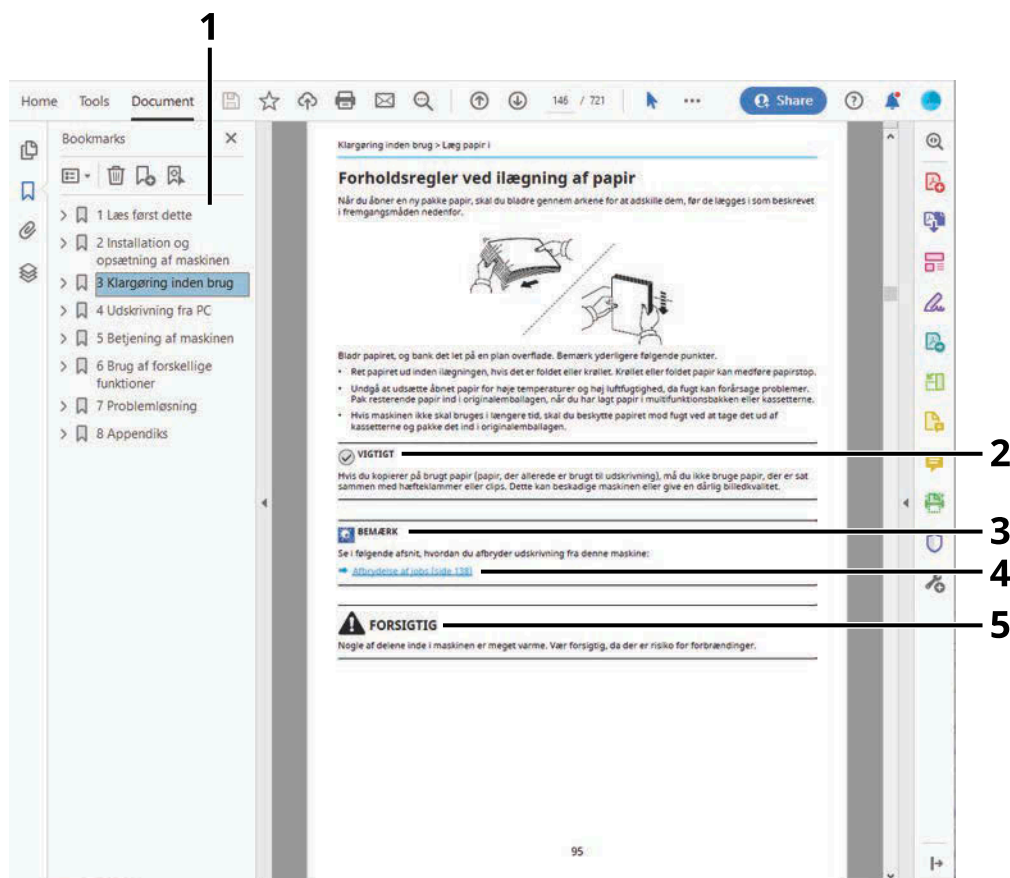 1
Home Tools Document 146 / 721 ... Share
Bookmarks
1 Læs først dette
2 Installation og
opsætning af maskinen
3 Klargøring inden brug
4 Udskrivning fra PC
5 Betjening af maskinen
6 Brug af forskellige
funktioner
7 Problemløsning
8 Appendiks
Klargøring inden brug > Læg papir i
Forholdsregler ved ilægning af papir
Når du åbner en ny pakke papir, skal du bladre gennem arkene for at adskille dem, før de lægges i som beskrevet
i fremgangsmåden nedenfor.
Bladr papiret, og bank det let på en plan overflade. Bemærk yderligere følgende punkter.
• Ret papiret ud inden ilægningen, hvis det er foldet eller krøllet. Krøllet eller foldet papir kan medføre papirstop.
• Undgå at udsætte åbnet papir for høje temperaturer og høj luftfugtighed, da fugt kan forårsage problemer.
Pak resterende papir ind i originalemballagen, når du har lagt papir i multifunktionsbakken eller kassetterne.
• Hvis maskinen ikke skal bruges i længere tid, skal du beskytte papiret mod fugt ved at tage det ud af
kassetterne og pakke det ind i originalemballagen.
VIGTIGT
2
Hvis du kopierer på brugt papir (papir, der allerede er brugt til udskrivning), må du ikke bruge papir, der er sat
sammen med hæfteklammer eller clips. Dette kan beskadige maskinen eller give en dårlig billedkvalitet.
BEMÆRK
3
Se i følgende afsnit, hvordan du afbryder udskrivning fra denne maskine:
Afbrydelse af jobs (side 138)
4
FORSIGTIG
5
Nogle af delene inde i maskinen er meget varme. Vær forsigtig, da der er risiko for forbrændinger.
95